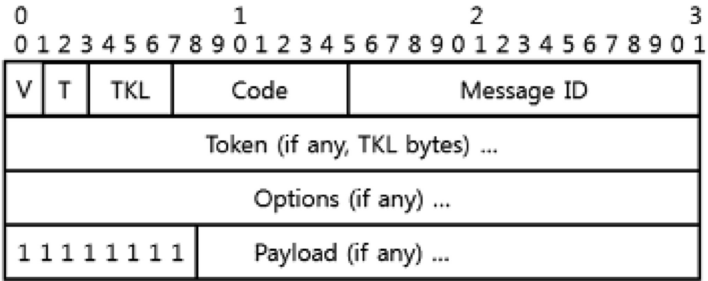 0 1 2 3
0 1 2 3 4 5 6 7 8 9 0 1 2 3 4 5 6 7 8 9 0 1 2 3 4 5 6 7 8 9 0 1
V T TKL Code Message ID
Token (if any, TKL bytes) ...
Options (if any) ...
1 1 1 1 1 1 1 1 Payload (if any) ...